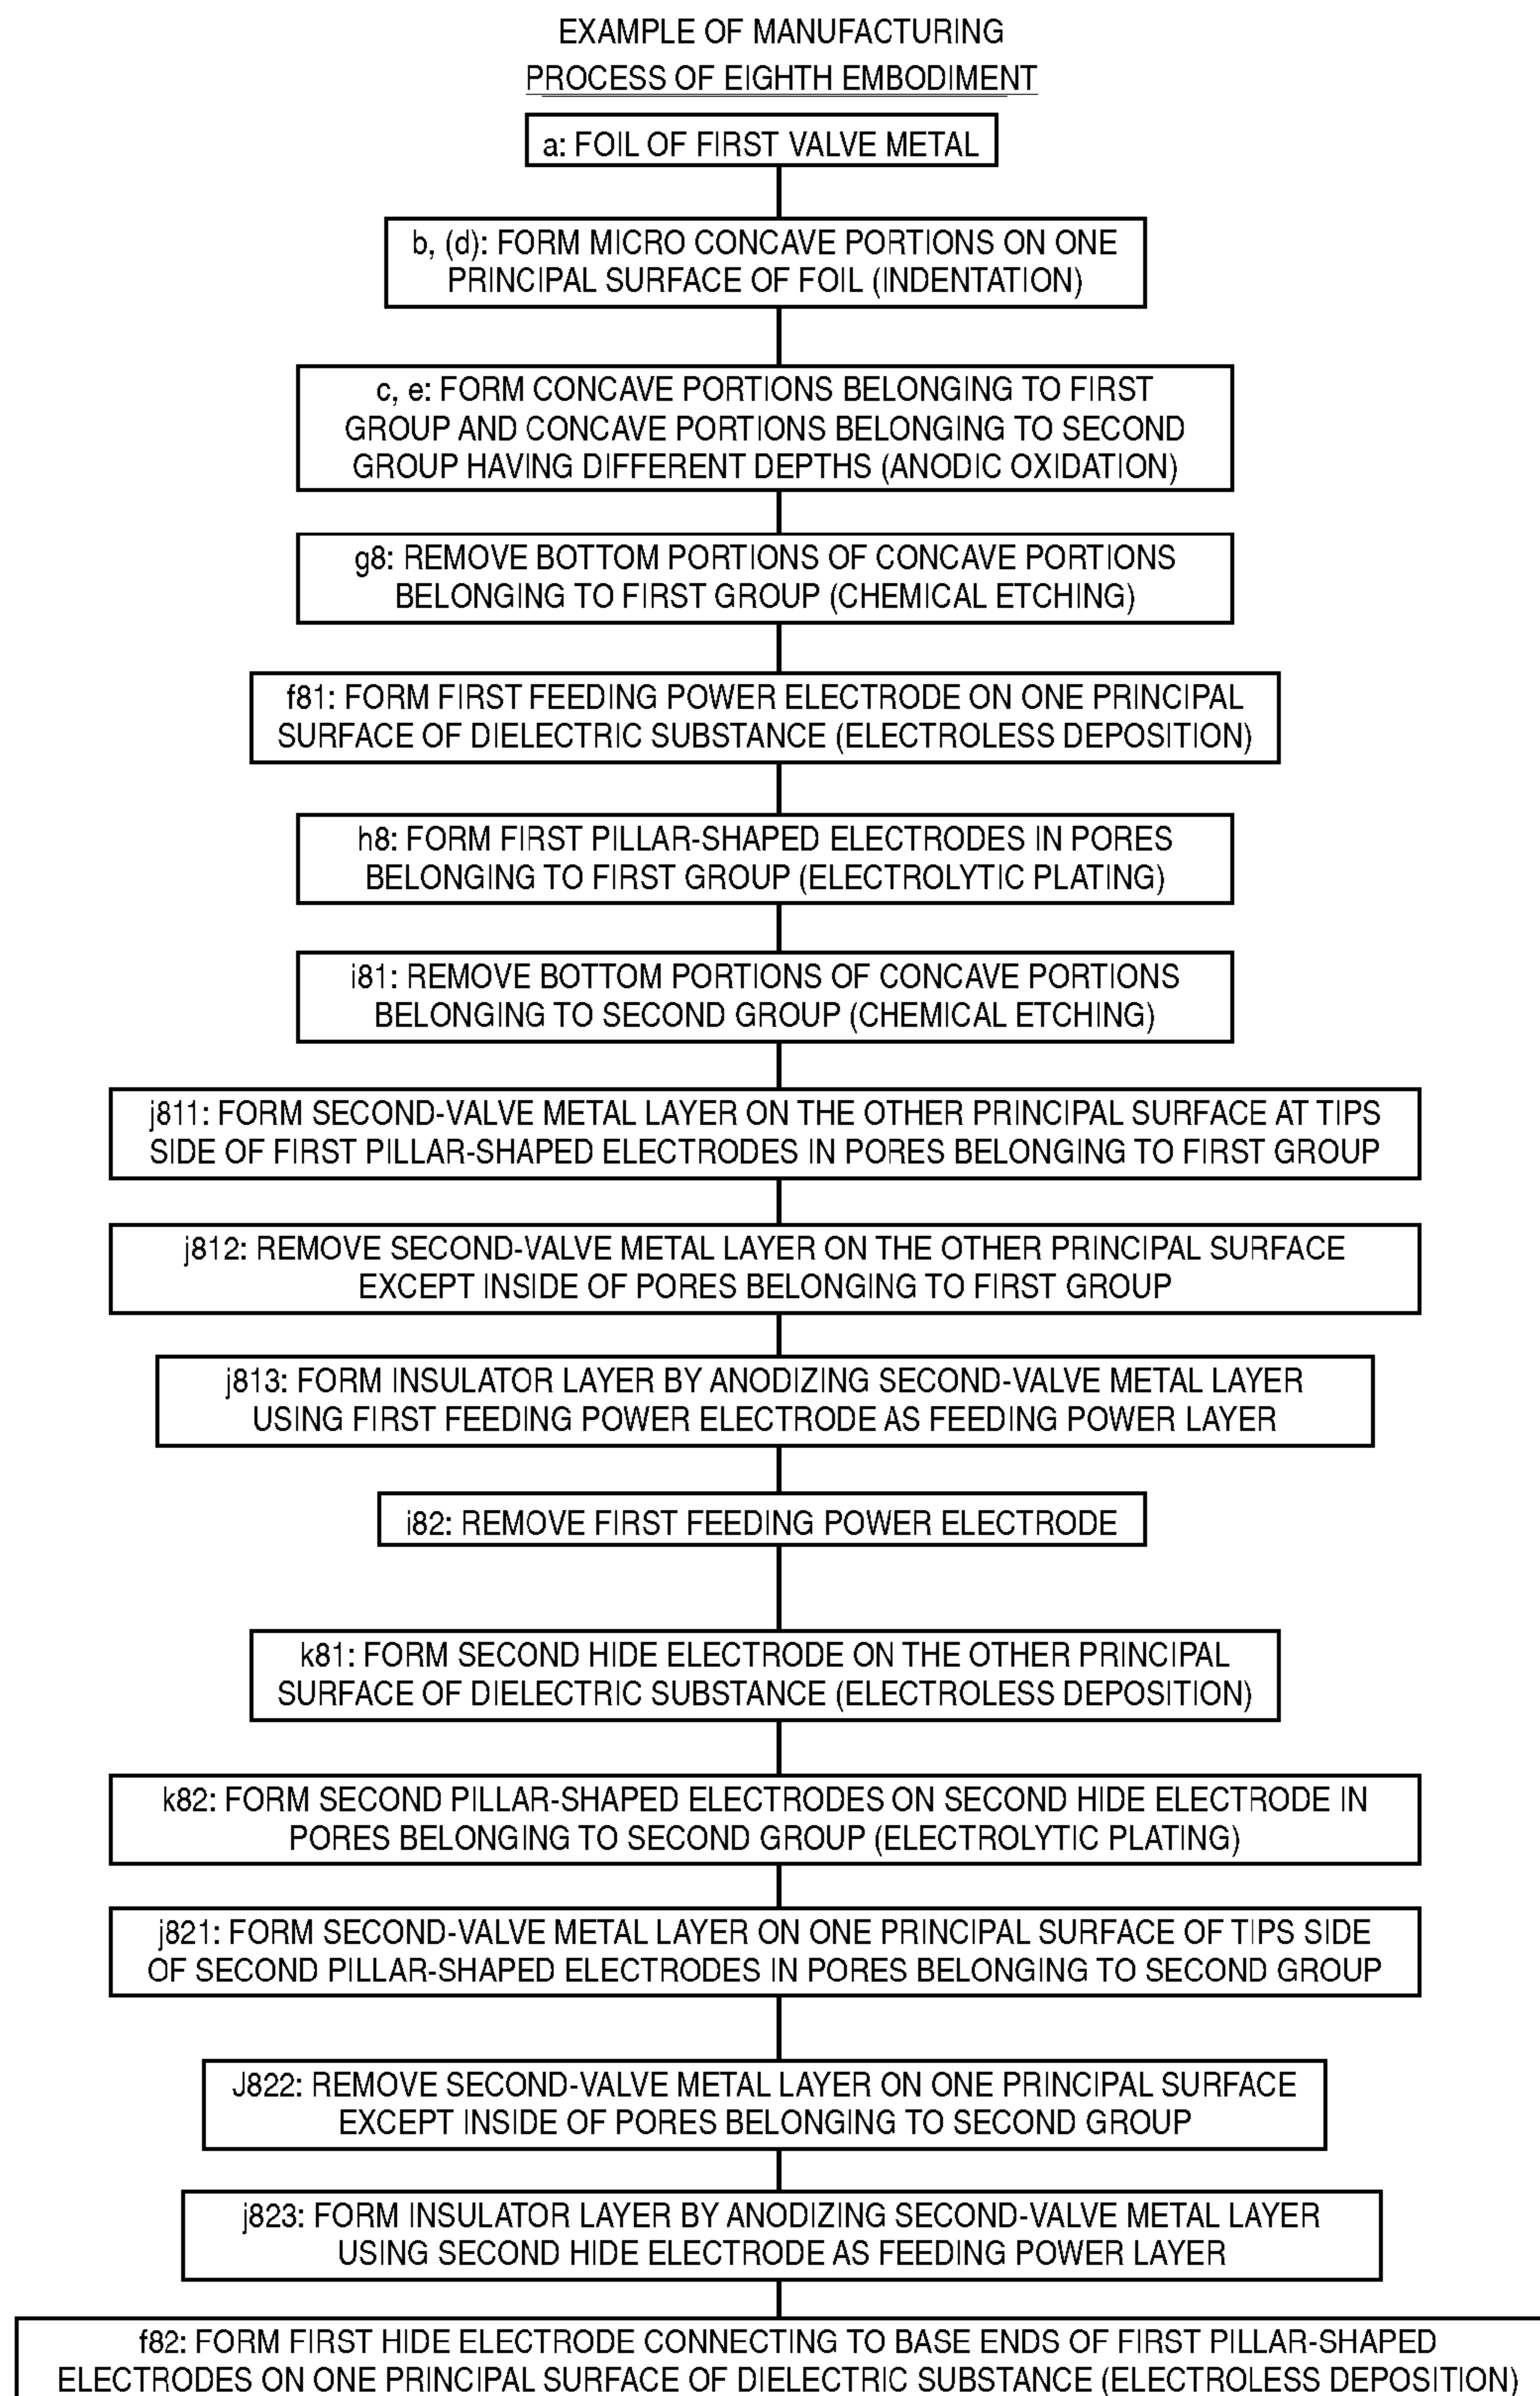 EXAMPLE OF MANUFACTURING
PROCESS OF EIGHTH EMBODIMENT
a: FOIL OF FIRST VALVE METAL
b, (d): FORM MICRO CONCAVE PORTIONS ON ONE
PRINCIPAL SURFACE OF FOIL (INDENTATION)
c, e: FORM CONCAVE PORTIONS BELONGING TO FIRST
GROUP AND CONCAVE PORTIONS BELONGING TO SECOND
GROUP HAVING DIFFERENT DEPTHS (ANODIC OXIDATION)
g8: REMOVE BOTTOM PORTIONS OF CONCAVE PORTIONS
BELONGING TO FIRST GROUP (CHEMICAL ETCHING)
f81: FORM FIRST FEEDING POWER ELECTRODE ON ONE PRINCIPAL
SURFACE OF DIELECTRIC SUBSTANCE (ELECTROLESS DEPOSITION)
h8: FORM FIRST PILLAR-SHAPED ELECTRODES IN PORES
BELONGING TO FIRST GROUP (ELECTROLYTIC PLATING)
i81: REMOVE BOTTOM PORTIONS OF CONCAVE PORTIONS
BELONGING TO SECOND GROUP (CHEMICAL ETCHING)
j811: FORM SECOND-VALVE METAL LAYER ON THE OTHER PRINCIPAL SURFACE AT TIPS
SIDE OF FIRST PILLAR-SHAPED ELECTRODES IN PORES BELONGING TO FIRST GROUP
j812: REMOVE SECOND-VALVE METAL LAYER ON THE OTHER PRINCIPAL SURFACE
EXCEPT INSIDE OF PORES BELONGING TO FIRST GROUP
j813: FORM INSULATOR LAYER BY ANODIZING SECOND-VALVE METAL LAYER
USING FIRST FEEDING POWER ELECTRODE AS FEEDING POWER LAYER
i82: REMOVE FIRST FEEDING POWER ELECTRODE
k81: FORM SECOND HIDE ELECTRODE ON THE OTHER PRINCIPAL
SURFACE OF DIELECTRIC SUBSTANCE (ELECTROLESS DEPOSITION)
k82: FORM SECOND PILLAR-SHAPED ELECTRODES ON SECOND HIDE ELECTRODE IN
PORES BELONGING TO SECOND GROUP (ELECTROLYTIC PLATING)
j821: FORM SECOND-VALVE METAL LAYER ON ONE PRINCIPAL SURFACE OF TIPS SIDE
OF SECOND PILLAR-SHAPED ELECTRODES IN PORES BELONGING TO SECOND GROUP
J822: REMOVE SECOND-VALVE METAL LAYER ON ONE PRINCIPAL SURFACE
EXCEPT INSIDE OF PORES BELONGING TO SECOND GROUP
j823: FORM INSULATOR LAYER BY ANODIZING SECOND-VALVE METAL LAYER
USING SECOND HIDE ELECTRODE AS FEEDING POWER LAYER
f82: FORM FIRST HIDE ELECTRODE CONNECTING TO BASE ENDS OF FIRST PILLAR-SHAPED
ELECTRODES ON ONE PRINCIPAL SURFACE OF DIELECTRIC SUBSTANCE (ELECTROLESS DEPOSITION)